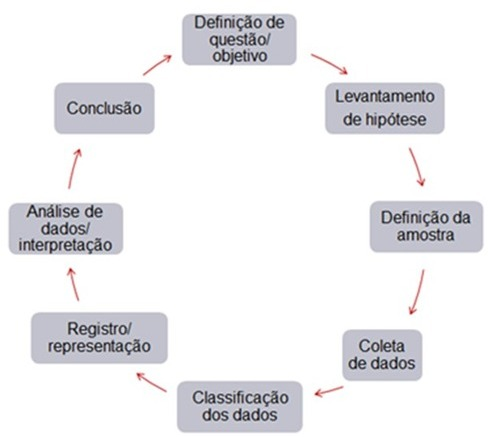 Definição de
questão/
objetivo
Levantamento
de hipótese
Definição da
amostra
Coleta
de dados
Classificação
dos dados
Registro/
representação
Análise de
dados/
interpretação
Conclusão